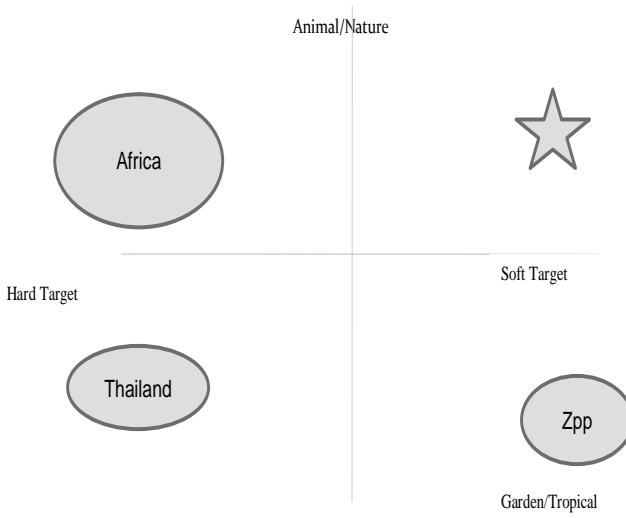 Animal/Nature
Africa
Soft Target
Hard Target
Thailand
Zpp
Garden/Tropical